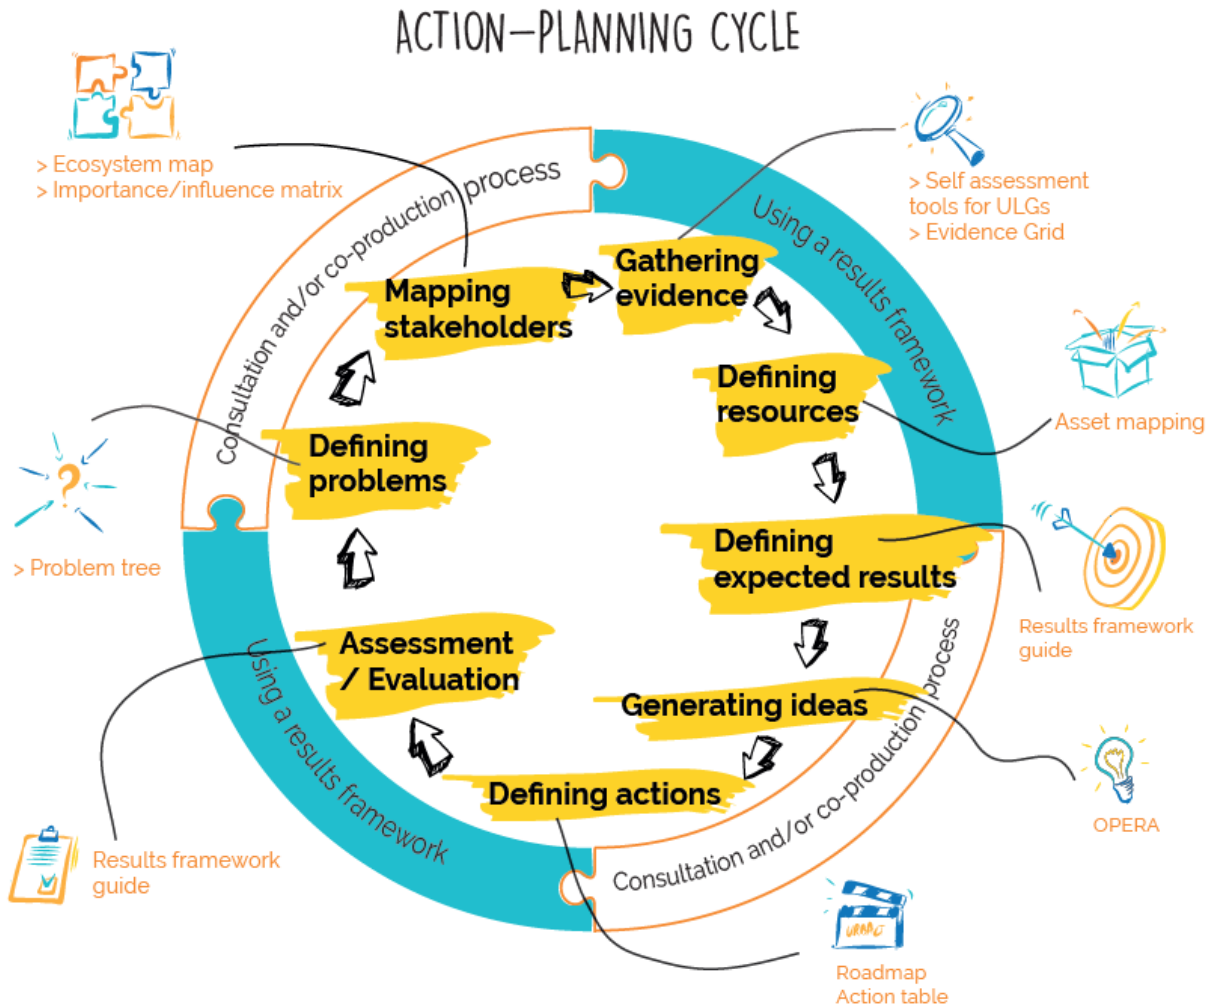 ACTION-PLANNING CYCLE
> Ecosystem map
> Importance/influence matrix
Consultation and/or co-production process
Using a results framework
> Self assessment
tools for ULGs
> Evidence Grid
Mapping
stakeholders
Gathering
evidence
Defining
resources
Asset mapping
Defining
problems
?
> Problem tree
Defining
expected results
Results framework
guide
Assessment
/ Evaluation
Generating ideas
OPERA
Defining actions
Using a results framework
Consultation and/or co-production process
Results framework
guide
URBACT
Roadmap
Action table